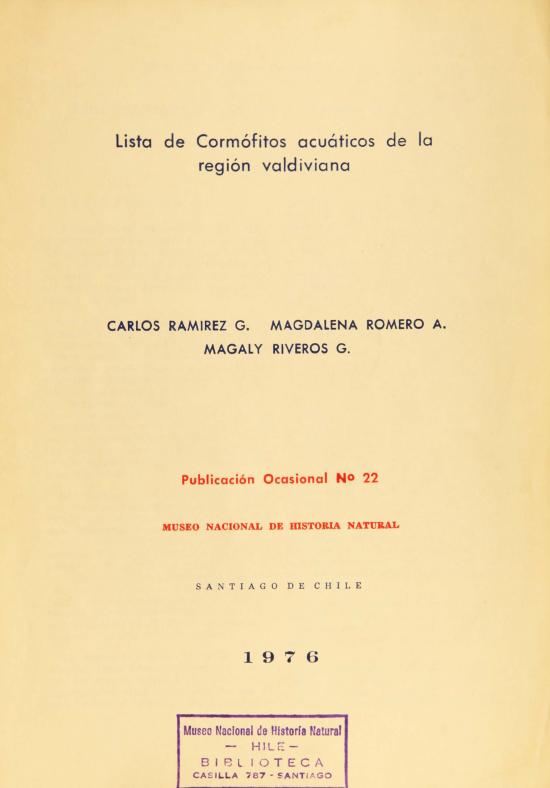 Lista de Cormófitos acuáticos de la
región valdiviana
CARLOS RAMIREZ G. MAGDALENA ROMERO A.
MAGALY RIVEROS G.
Publicación Ocasional Nº 22
MUSEO NACIONAL DE HISTORIA NATURAL
SANTIAGO DE CHILE
1976
Museo Nacional de Historia Natural
— HILE —
BIBLIOTECA
CASILLA 787 - SANTIAGO